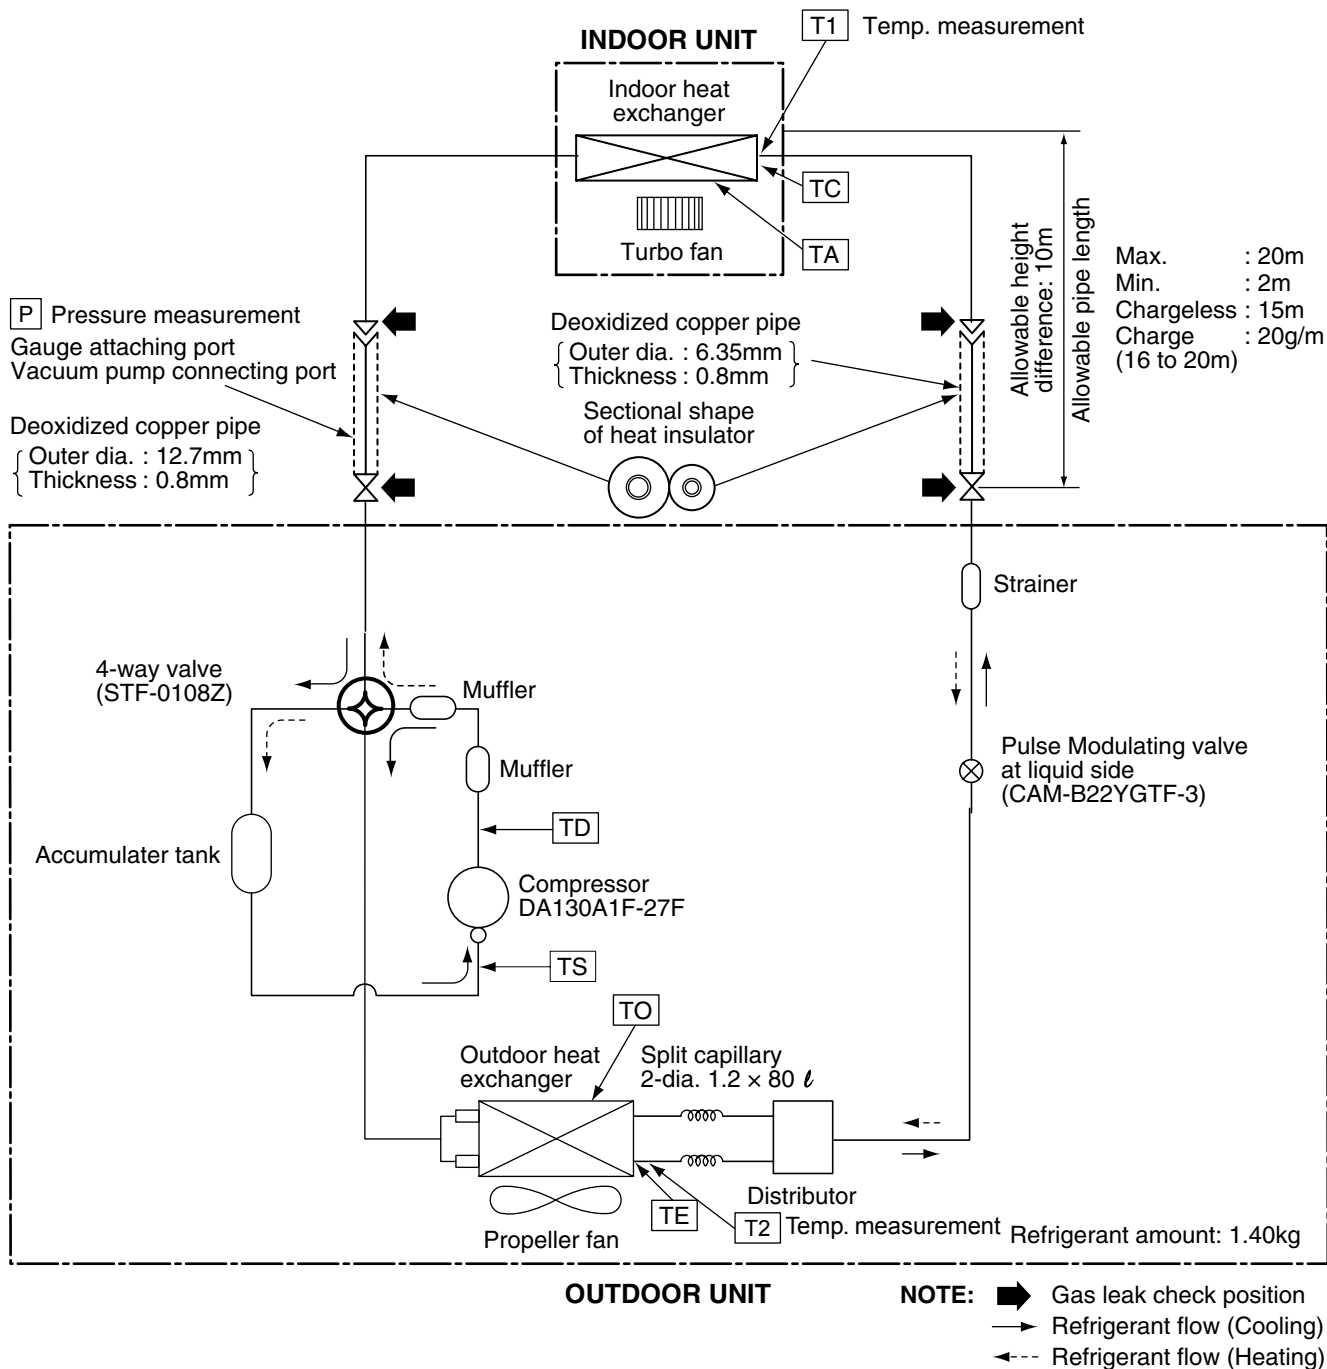 T1 Temp. measurement
INDOOR UNIT
Indoor heat
exchanger
TC
Turbo fan
TA
Allowable height
difference: 10m
Allowable pipe length
Max. : 20m
Min. : 2m
Chargeless : 15m
Charge : 20g/m
(16 to 20m)
P Pressure measurement
Gauge attaching port
Vacuum pump connecting port
Deoxidized copper pipe
Outer dia. : 12.7mm
Thickness : 0.8mm
Deoxidized copper pipe
Outer dia. : 6.35mm
Thickness : 0.8mm
Sectional shape
of heat insulator
Strainer
4-way valve
(STF-0108Z)
Muffler
Muffler
Pulse Modulating valve
at liquid side
(CAM-B22YGTF-3)
TD
Accumulater tank
Compressor
DA130A1F-27F
TS
TO
Outdoor heat
exchanger
Split capillary
2-dia. 1.2 × 80 ℓ
Distributor
TE
T2 Temp. measurement
Propeller fan
Refrigerant amount: 1.40kg
OUTDOOR UNIT
NOTE: Gas leak check position
Refrigerant flow (Cooling)
Refrigerant flow (Heating)